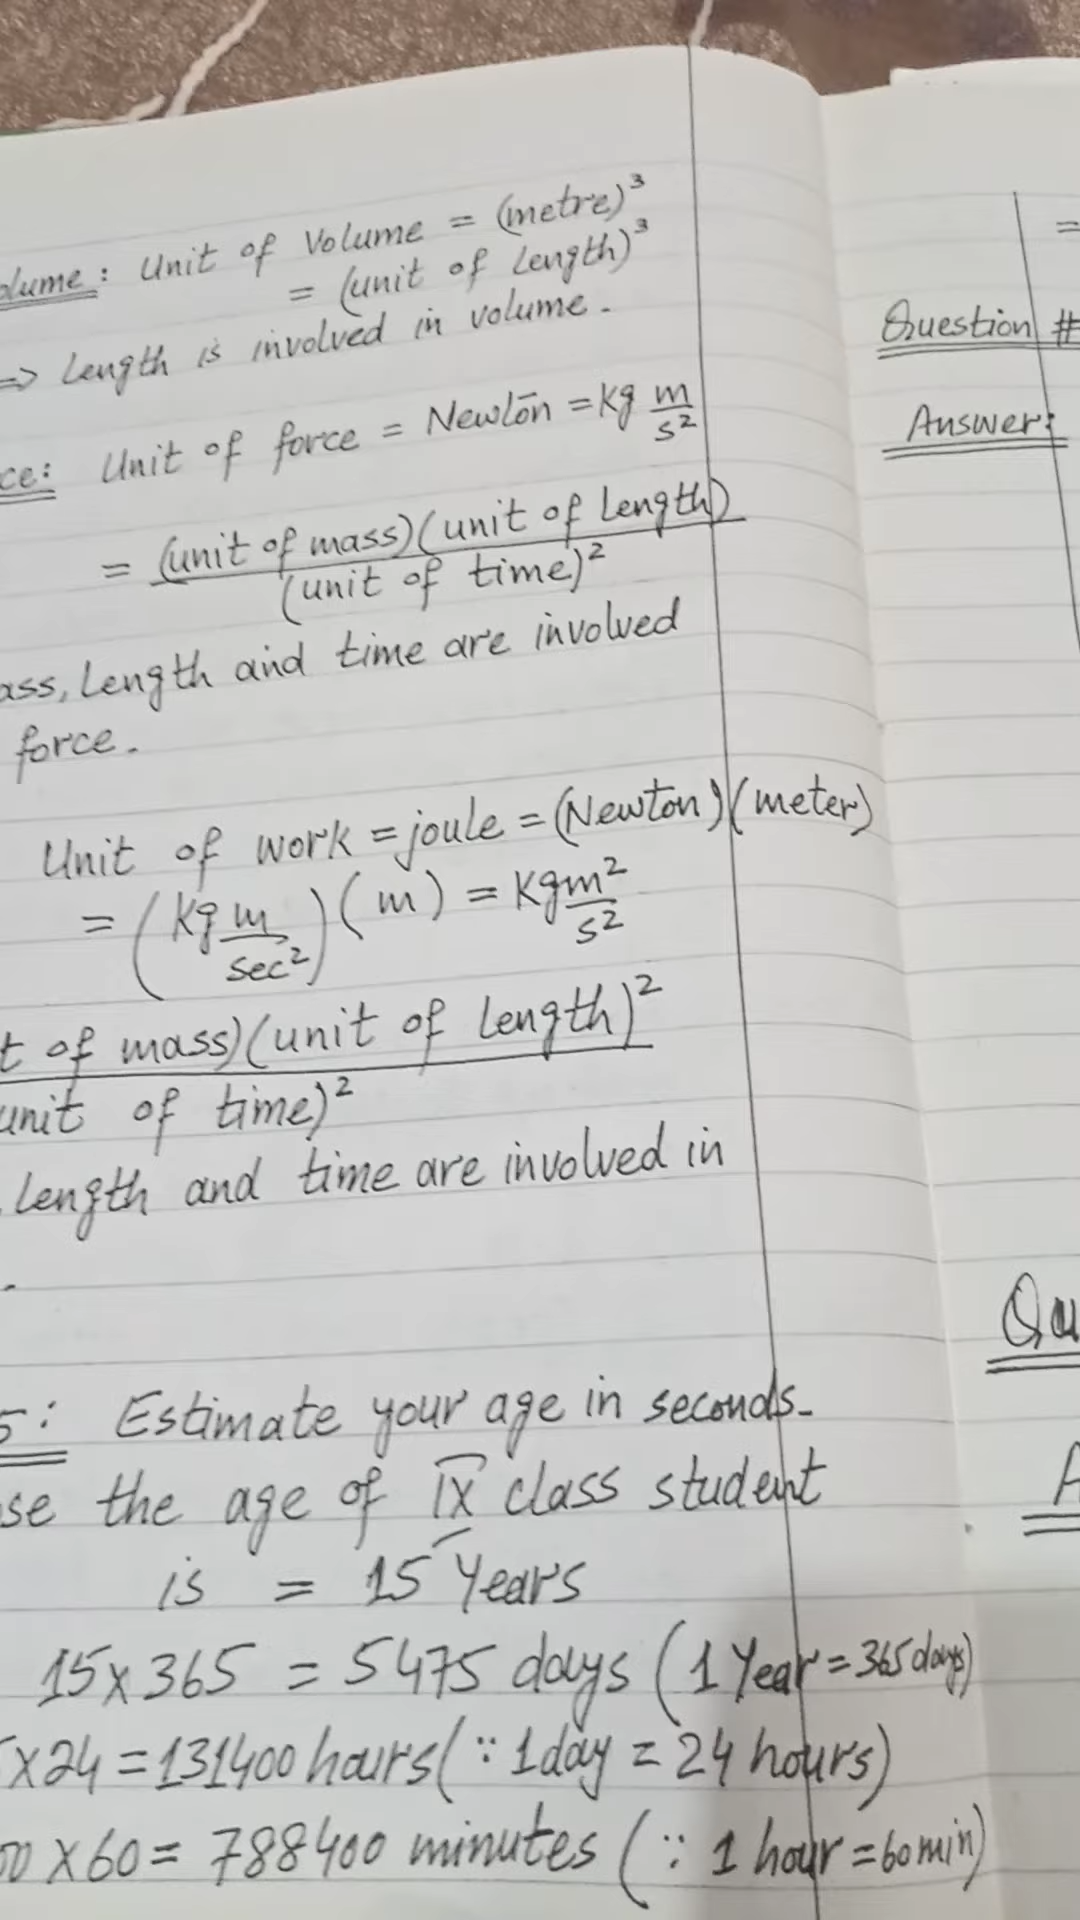 olume: Unit of Volume = (metre)³
= (unit of Length)³
=> Length is involved in volume.
ce: Unit of force = Newton = Kg m/s²
= (unit of mass)(unit of Length)
(unit of time)²
ass, Length and time are involved
force.
Unit of work = joule = (Newton)(meter)
= (Kg m/sec²)(m) = Kg m²/s²
t of mass)(unit of Length)²
unit of time)²
Length and time are involved in
5: Estimate your age in seconds.
se the age of IX class student
is = 15 Years
15 x 365 = 5475 days (1 Year = 365 days)
x 24 = 131400 hours (∵ 1 day = 24 hours)
00 x 60 = 788400 minutes (∵ 1 hour = 60 min)
=
Question #
Answer:
Qu
A